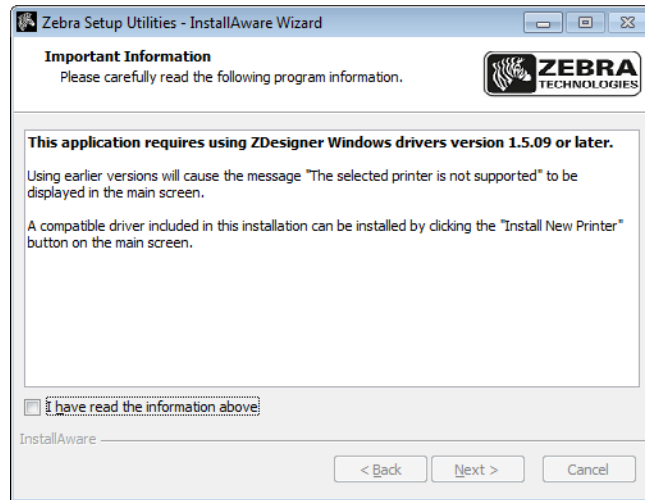 Zebra Setup Utilities - InstallAware Wizard
Important Information
Please carefully read the following program information.
ZEBRA
TECHNOLOGIES
This application requires using ZDesigner Windows drivers version 1.5.09 or later.
Using earlier versions will cause the message "The selected printer is not supported" to be
displayed in the main screen.
A compatible driver included in this installation can be installed by clicking the "Install New Printer"
button on the main screen.
I have read the information above
InstallAware
< Back
Next >
Cancel